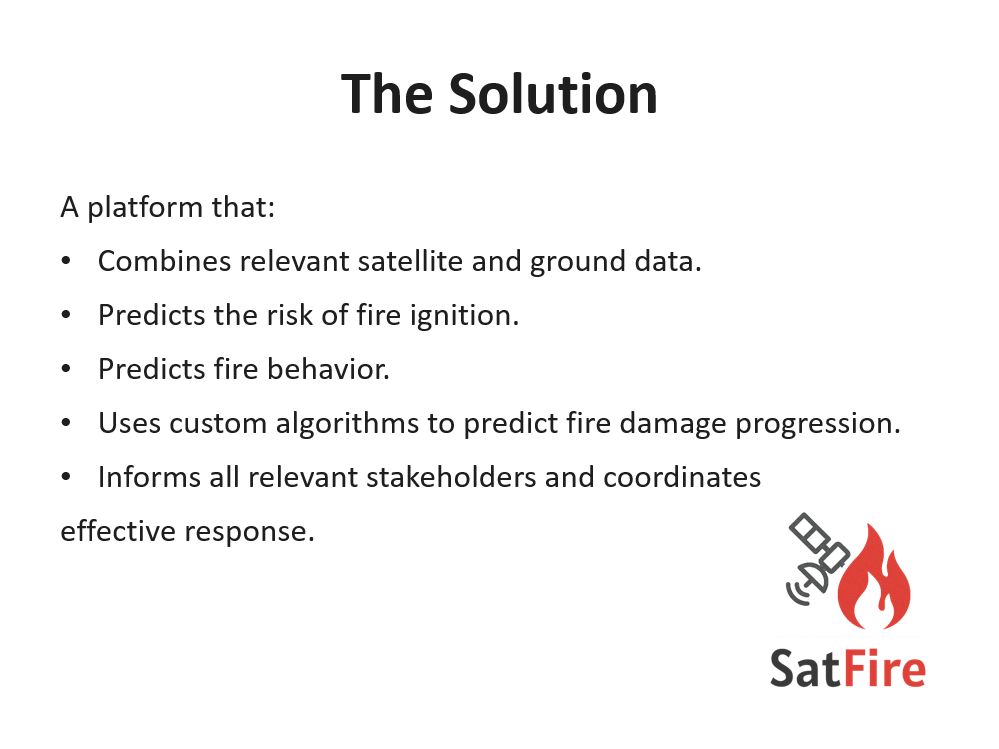 The Solution
A platform that:
• Combines relevant satellite and ground data.
• Predicts the risk of fire ignition.
• Predicts fire behavior.
• Uses custom algorithms to predict fire damage progression.
• Informs all relevant stakeholders and coordinates
effective response.
SatFire